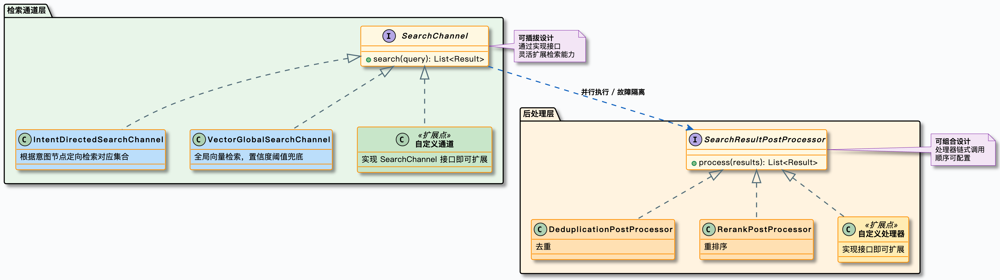 检索通道层
I SearchChannel
search(query): List<Result>
可插拔设计
通过实现接口
灵活扩展检索能力
C IntentDirectedSearchChannel
根据意图节点定向检索对应集合
C VectorGlobalSearchChannel
全局向量检索，置信度阈值兜底
C «扩展点»
自定义通道
实现 SearchChannel 接口即可扩展
并行执行 / 故障隔离
后处理层
I SearchResultPostProcessor
process(results): List<Result>
可组合设计
处理器链式调用
顺序可配置
C DeduplicationPostProcessor
去重
C RerankPostProcessor
重排序
C «扩展点»
自定义处理器
实现接口即可扩展